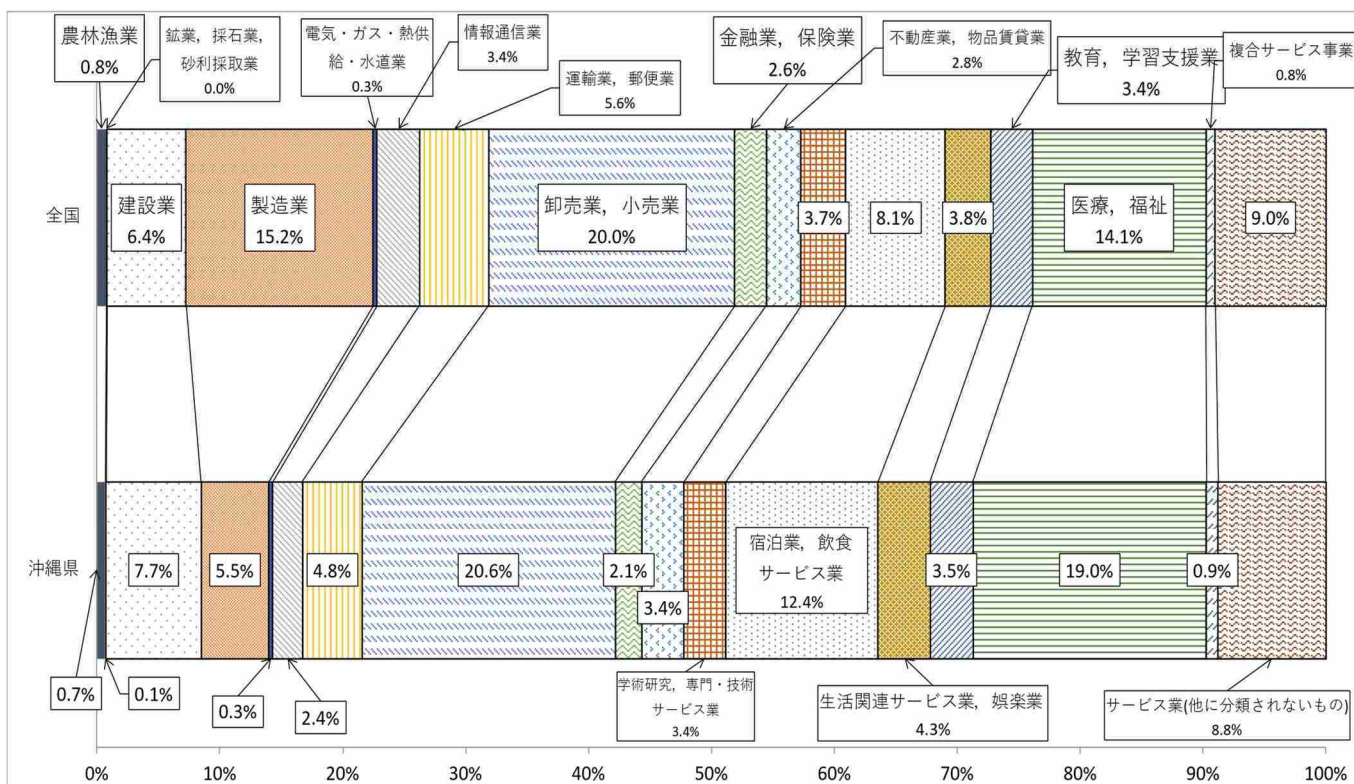 農林漁業
0.8%
鉱業, 採石業,
砂利採取業
0.0%
電気・ガス・熱供
給・水道業
0.3%
情報通信業
3.4%
運輸業, 郵便業
5.6%
金融業, 保険業
2.6%
不動産業, 物品賃貸業
2.8%
教育, 学習支援業
3.4%
複合サービス事業
0.8%
全国
建設業
6.4%
製造業
15.2%
卸売業, 小売業
20.0%
3.7%
8.1%
3.8%
医療, 福祉
14.1%
9.0%
沖縄県
7.7%
5.5%
4.8%
20.6%
2.1%
3.4%
宿泊業, 飲食
サービス業
12.4%
3.5%
19.0%
0.9%
0.7%
0.1%
0.3%
2.4%
学術研究, 専門・技術
サービス業
3.4%
生活関連サービス業, 娯楽業
4.3%
サービス業(他に分類されないもの)
8.8%
0%
10%
20%
30%
40%
50%
60%
70%
80%
90%
100%